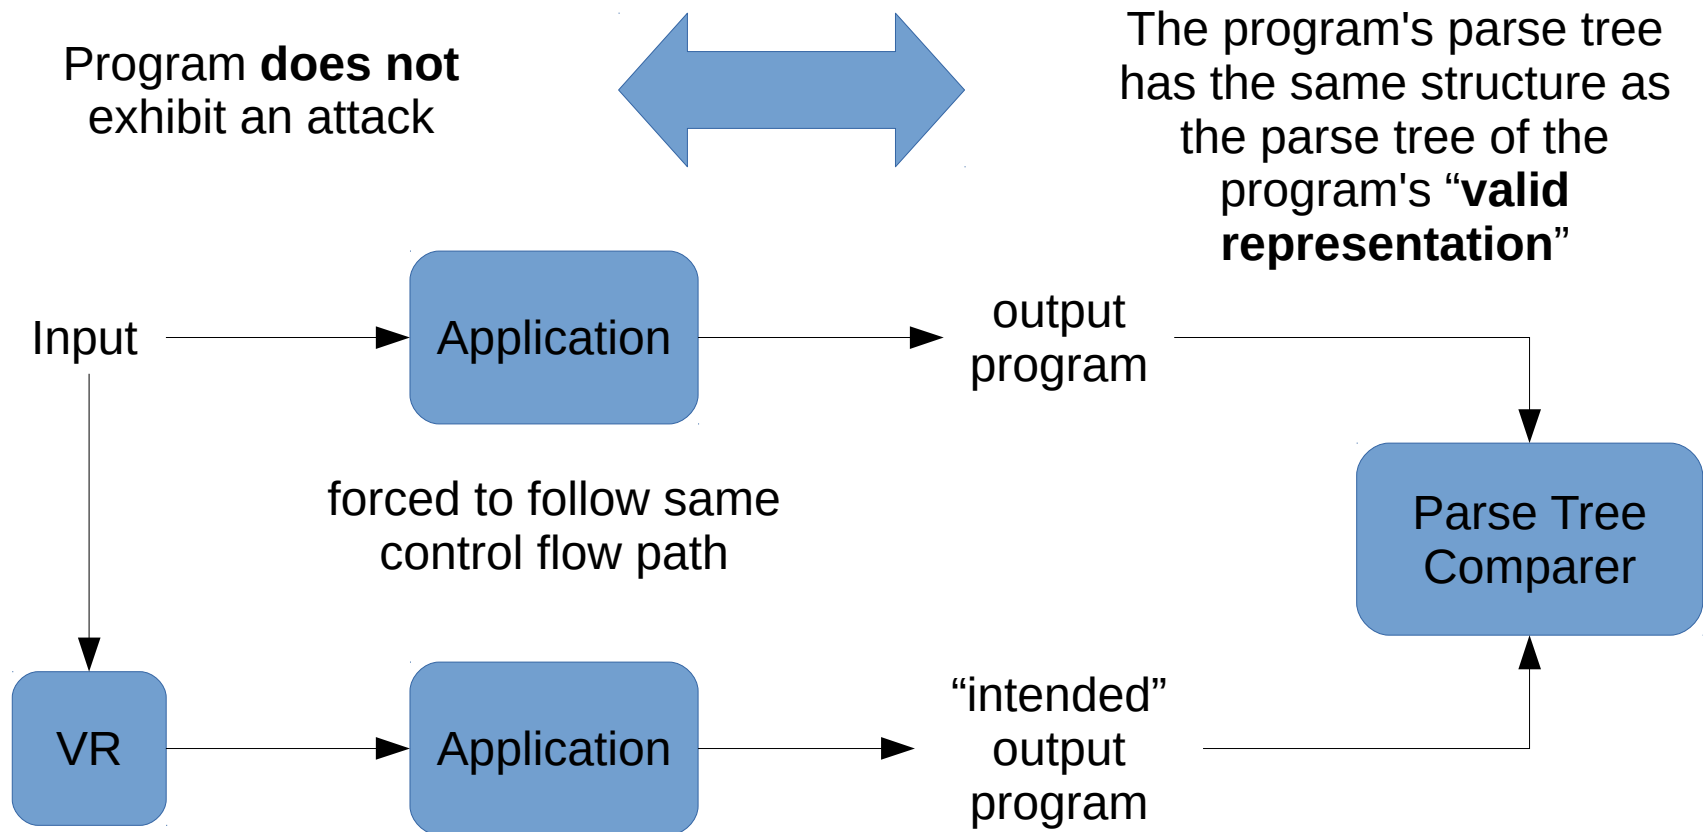 Program does not
exhibit an attack
The program's parse tree
has the same structure as
the parse tree of the
program's “valid
representation”
Input
Application
output
program
forced to follow same
control flow path
Parse Tree
Comparer
VR
Application
“intended”
output
program